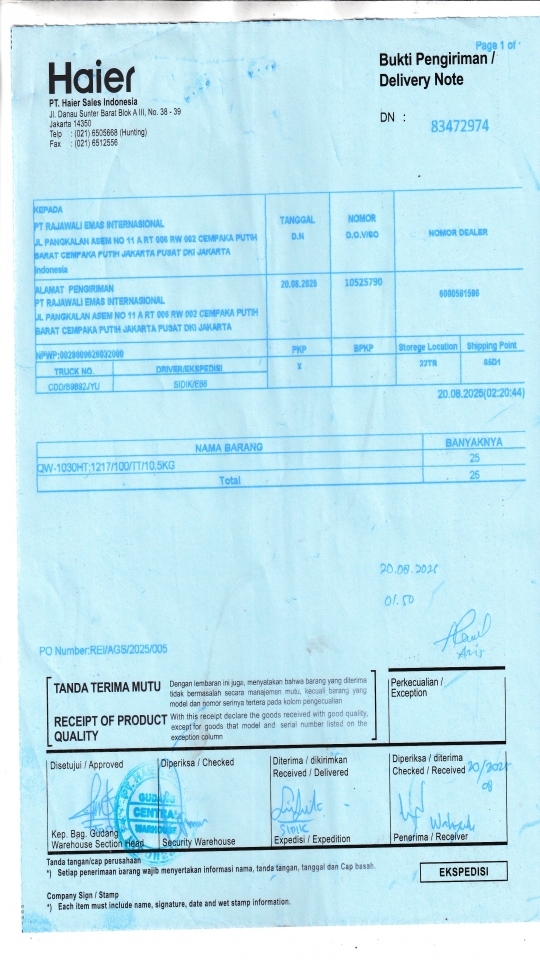 Page 1 of
Haier
Bukti Pengiriman /
Delivery Note
PT. Haier Sales Indonesia
Jl. Danau Sunter Barat Blok A III, No. 38 - 39
Jakarta 14350
Telp : (021) 6505668 (Hunting)
Fax : (021) 6512556
DN : 83472974
KEPADA
PT RAJAWALI EMAS INTERNASIONAL
JL PANGKALAN ASEM NO 11 A RT 006 RW 002 CEMPAKA PUTIH
BARAT CEMPAKA PUTIH JAKARTA PUSAT DKI JAKARTA
Indonesia
TANGGAL
D.N
NOMOR
D.O.V/SO
NOMOR DEALER
ALAMAT PENGIRIMAN
PT RAJAWALI EMAS INTERNASIONAL
JL PANGKALAN ASEM NO 11 A RT 006 RW 002 CEMPAKA PUTIH
BARAT CEMPAKA PUTIH JAKARTA PUSAT DKI JAKARTA
20.08.2025
10525790
NPWP:
PKP
BPKP
Storege Location
Shipping Point
TRUCK NO.
DRIVER/EKSPEDISI
X
SIDIK/E66
20.08.2025(02:20:44)
NAMA BARANG
BANYAKNYA
QW-1030HT;1217/100/TT/10.5KG
25
Total
25
20.08.2025
01.50
Aris
PO Number:REI/AGS/2025/005
TANDA TERIMA MUTU
Dengan lembaran ini juga, menyatakan bahwa barang yang diterima
tidak bermasalah secara manajemen mutu, kecuali barang yang
model dan nomor serinya tertera pada kolom pengecualian
RECEIPT OF PRODUCT
QUALITY
With this receipt declare the goods received with good quality,
except for goods that model and serial number listed on the
exception column
Perkecualian /
Exception
Disetujui / Approved
Diperiksa / Checked
Diterima / dikirimkan
Received / Delivered
Diperiksa / diterima
Checked / Received
20/2025
08
GUDANG
CENTRAL
WAREHOUSE
SIDIK
Kep. Bag. Gudang
Warehouse Section Head
Security Warehouse
Expedisi / Expedition
Penerima / Receiver
Tanda tangan/cap perusahaan
*) Setiap penerimaan barang wajib menyertakan informasi nama, tanda tangan, tanggal dan Cap basah.
EKSPEDISI
Company Sign / Stamp
*) Each item must include name, signature, date and wet stamp information.